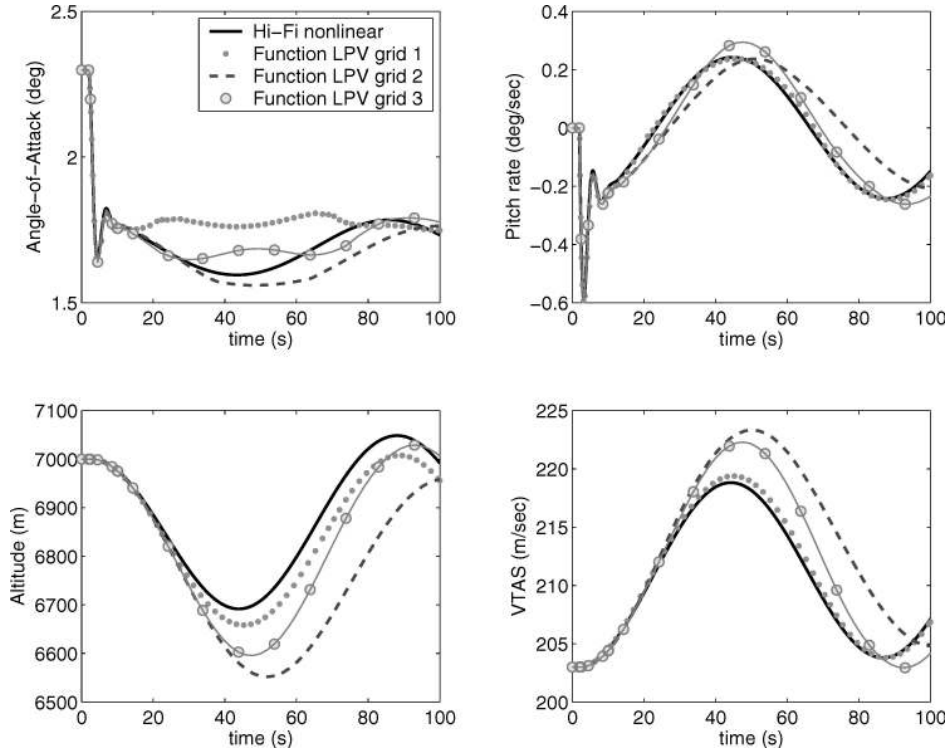 2.5
2
1.5
Angle-of-Attack (deg)
Hi-Fi nonlinear
Function LPV grid 1
Function LPV grid 2
Function LPV grid 3
0 20 40 60 80 100
time (s)
0.4
0.2
0
-0.2
-0.4
-0.6
Pitch rate (deg/sec)
0 20 40 60 80 100
time (s)
7100
7000
6900
6800
6700
6600
6500
Altitude (m)
0 20 40 60 80 100
time (s)
225
220
215
210
205
200
VTAS (m/sec)
0 20 40 60 80 100
time (s)